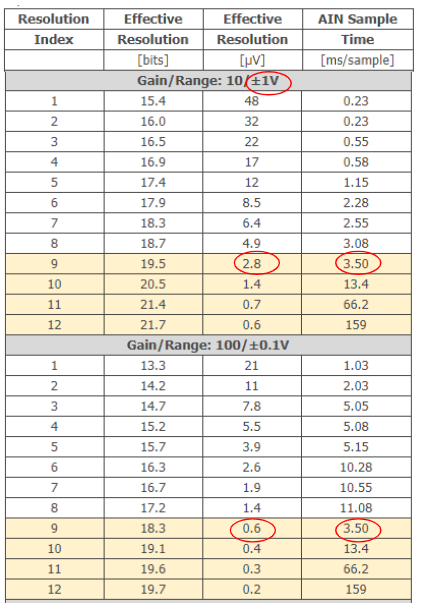 Resolution Effective Effective AIN Sample
Index Resolution Resolution Time
[bits] [µV] [ms/sample]
Gain/Range: 10/±1V
1 15.4 48 0.23
2 16.0 32 0.23
3 16.5 22 0.55
4 16.9 17 0.58
5 17.4 12 1.15
6 17.9 8.5 2.28
7 18.3 6.4 2.55
8 18.7 4.9 3.08
9 19.5 2.8 3.50
10 20.5 1.4 13.4
11 21.4 0.7 66.2
12 21.7 0.6 159
Gain/Range: 100/±0.1V
1 13.3 21 1.03
2 14.2 11 2.03
3 14.7 7.8 5.05
4 15.2 5.5 5.08
5 15.7 3.9 5.15
6 16.3 2.6 10.28
7 16.7 1.9 10.55
8 17.2 1.4 11.08
9 18.3 0.6 3.50
10 19.1 0.4 13.4
11 19.6 0.3 66.2
12 19.7 0.2 159